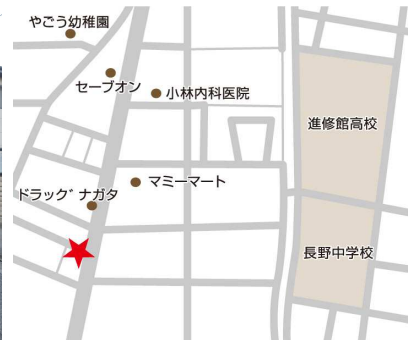 やごう幼稚園
セーブオン
小林内科医院
進修館高校
マミーマート
ドラッグナガタ
長野中学校